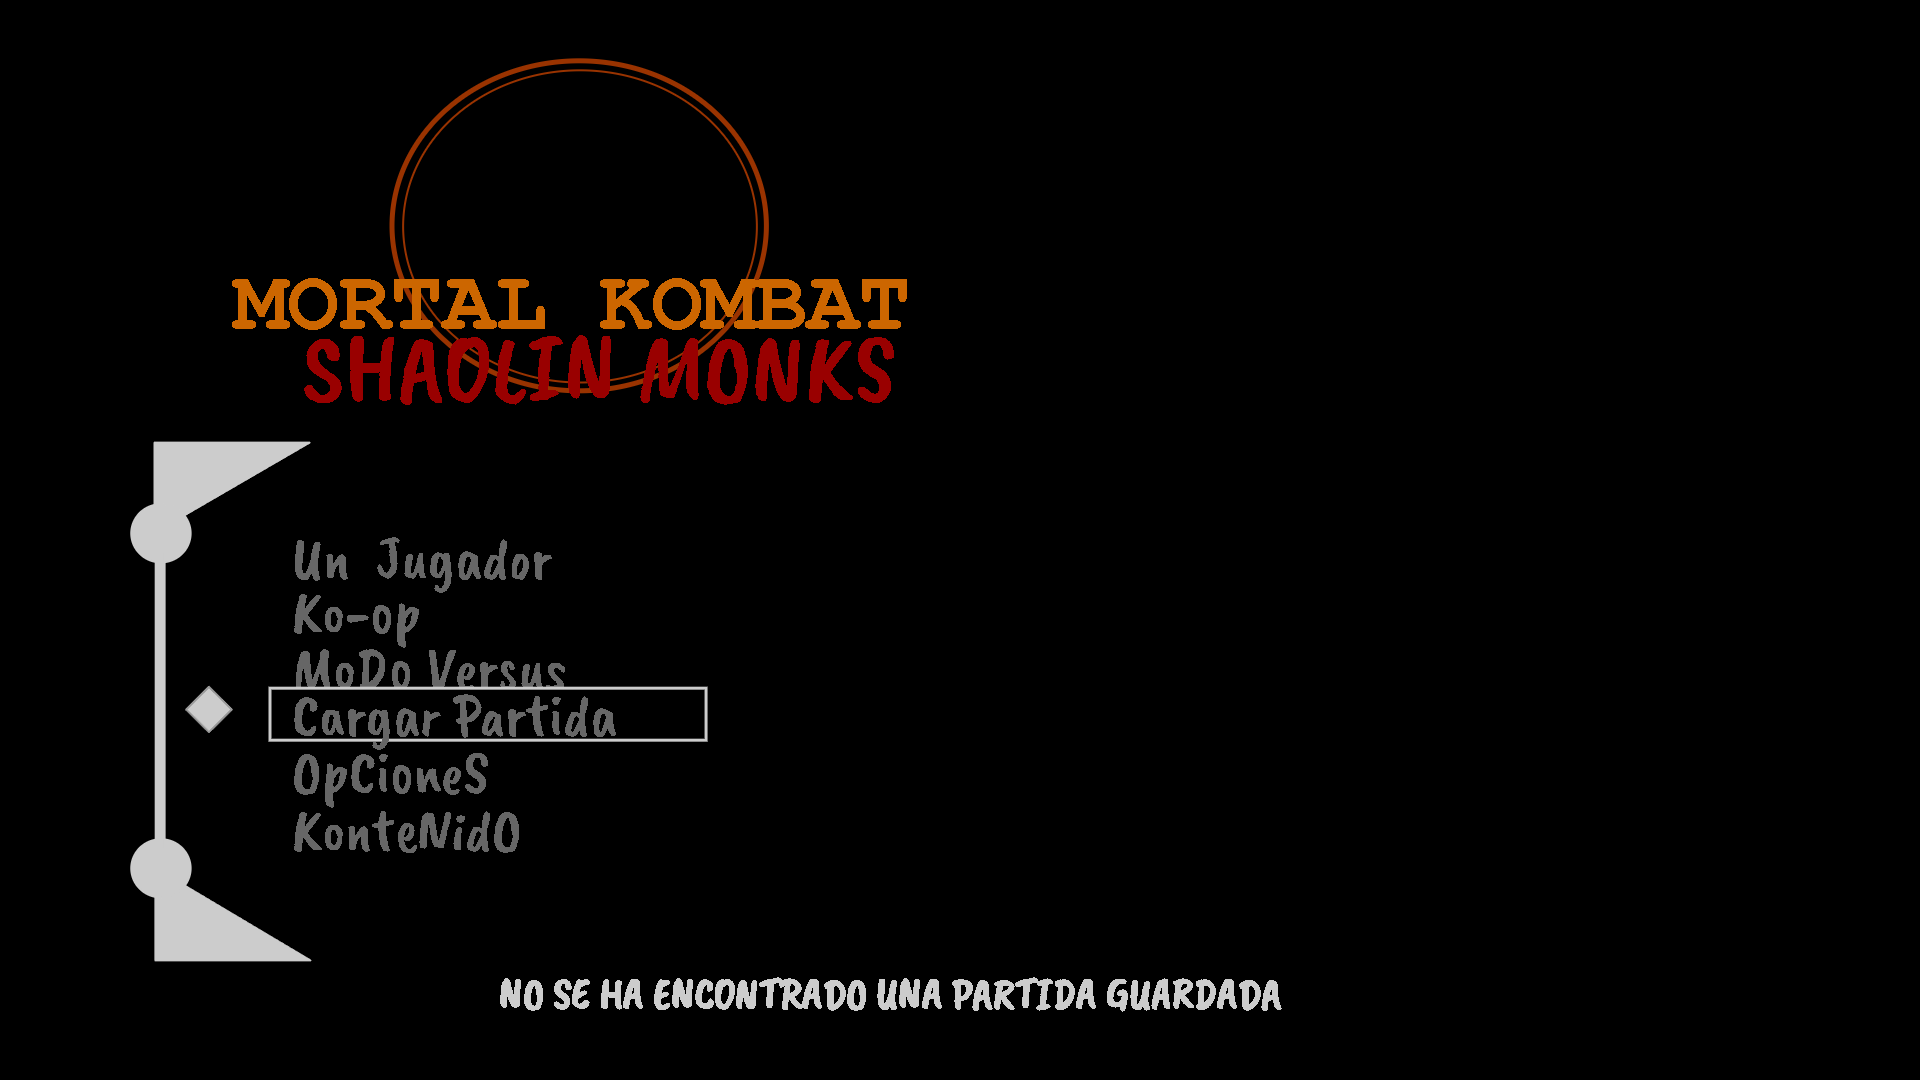 MORTAL KOMBAT
SHAOLIN MONKS
Un Jugador
Ko-op
MoDo Versus
Cargar Partida
OpCioneS
KonteNidO
NO SE HA ENCONTRADO UNA PARTIDA GUARDADA